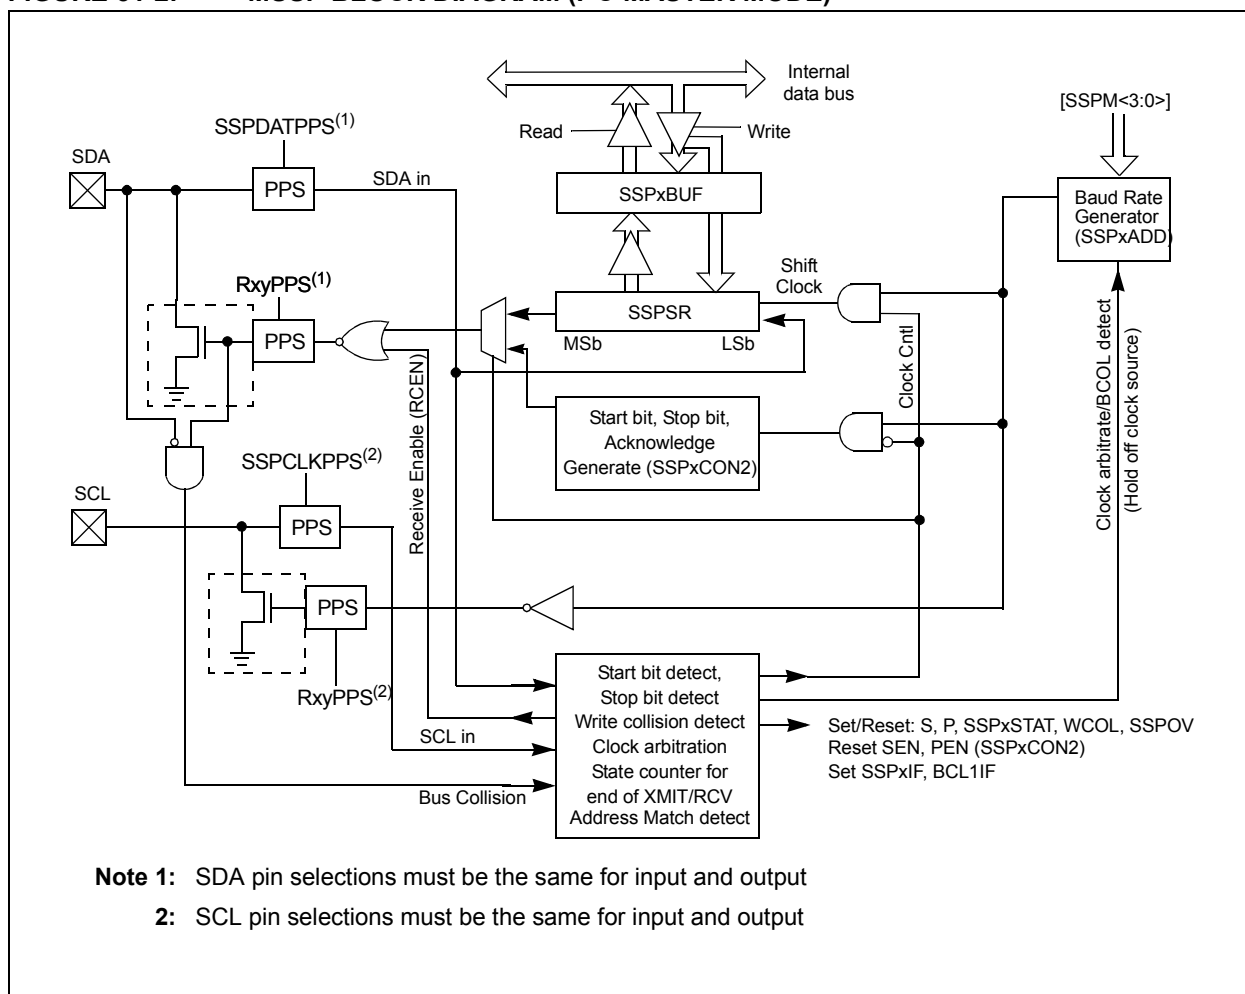 Internal
data bus
[SSPM<3:0>]
SSPDATPPS(1)
Read
Write
SDA
PPS
SDA in
SSPxBUF
Baud Rate
Generator
(SSPxADD)
RxyPPS(1)
Shift
Clock
PPS
SSPSR
MSb
LSb
Clock Cntl
Receive Enable (RCEN)
Clock arbitrate/BCOL detect
(Hold off clock source)
Start bit, Stop bit,
Acknowledge
Generate (SSPxCON2)
SSPCLKPPS(2)
SCL
PPS
PPS
RxyPPS(2)
SCL in
Bus Collision
Start bit detect,
Stop bit detect
Write collision detect
Clock arbitration
State counter for
end of XMIT/RCV
Address Match detect
Set/Reset: S, P, SSPxSTAT, WCOL, SSPOV
Reset SEN, PEN (SSPxCON2)
Set SSPxIF, BCL1IF
Note 1: SDA pin selections must be the same for input and output
2: SCL pin selections must be the same for input and output